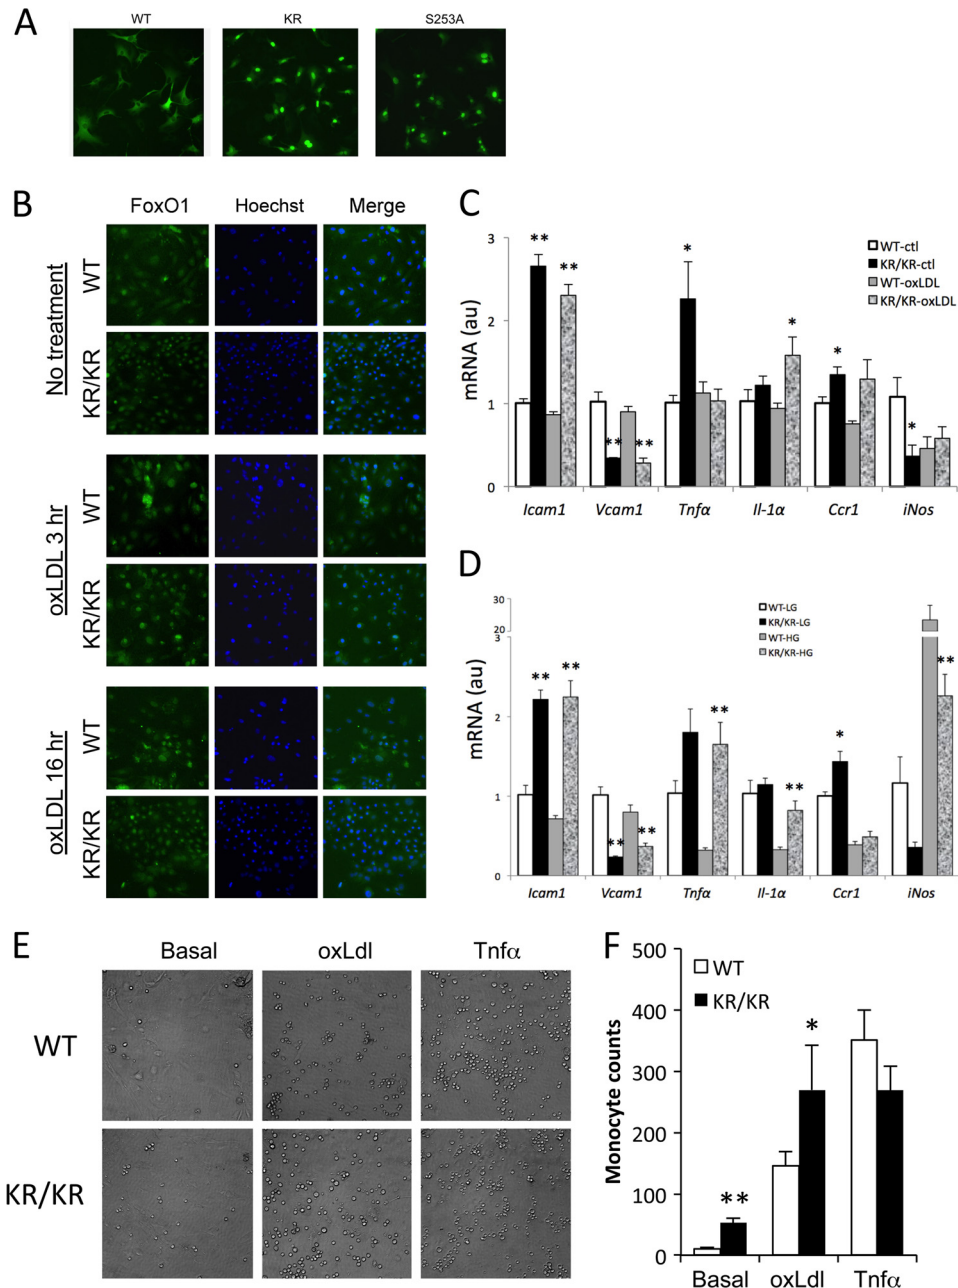 A
WT KR S253A
B
FoxO1 Hoechst Merge
No treatment
WT
KR/KR
oxLDL 3 hr
WT
KR/KR
oxLDL 16 hr
WT
KR/KR
C
mRNA (au)
3
2
1
0
** ** * * * *
** **
*
WT-ctl
KR/KR-ctl
WT-oxLDL
KR/KR-oxLDL
Icam1 Vcam1 Tnfα Il-1α Ccr1 iNos
D
mRNA (au)
30
20
3
2
1
0
WT-LG
KR/KR-LG
WT-HG
KR/KR-HG
** ** ** * **
** ** **
Icam1 Vcam1 Tnfα Il-1α Ccr1 iNos
E
Basal oxLdl Tnfα
WT
KR/KR
F
Monocyte counts
500
400
300
200
100
0
WT
KR/KR
*
**
Basal oxLdl Tnfα